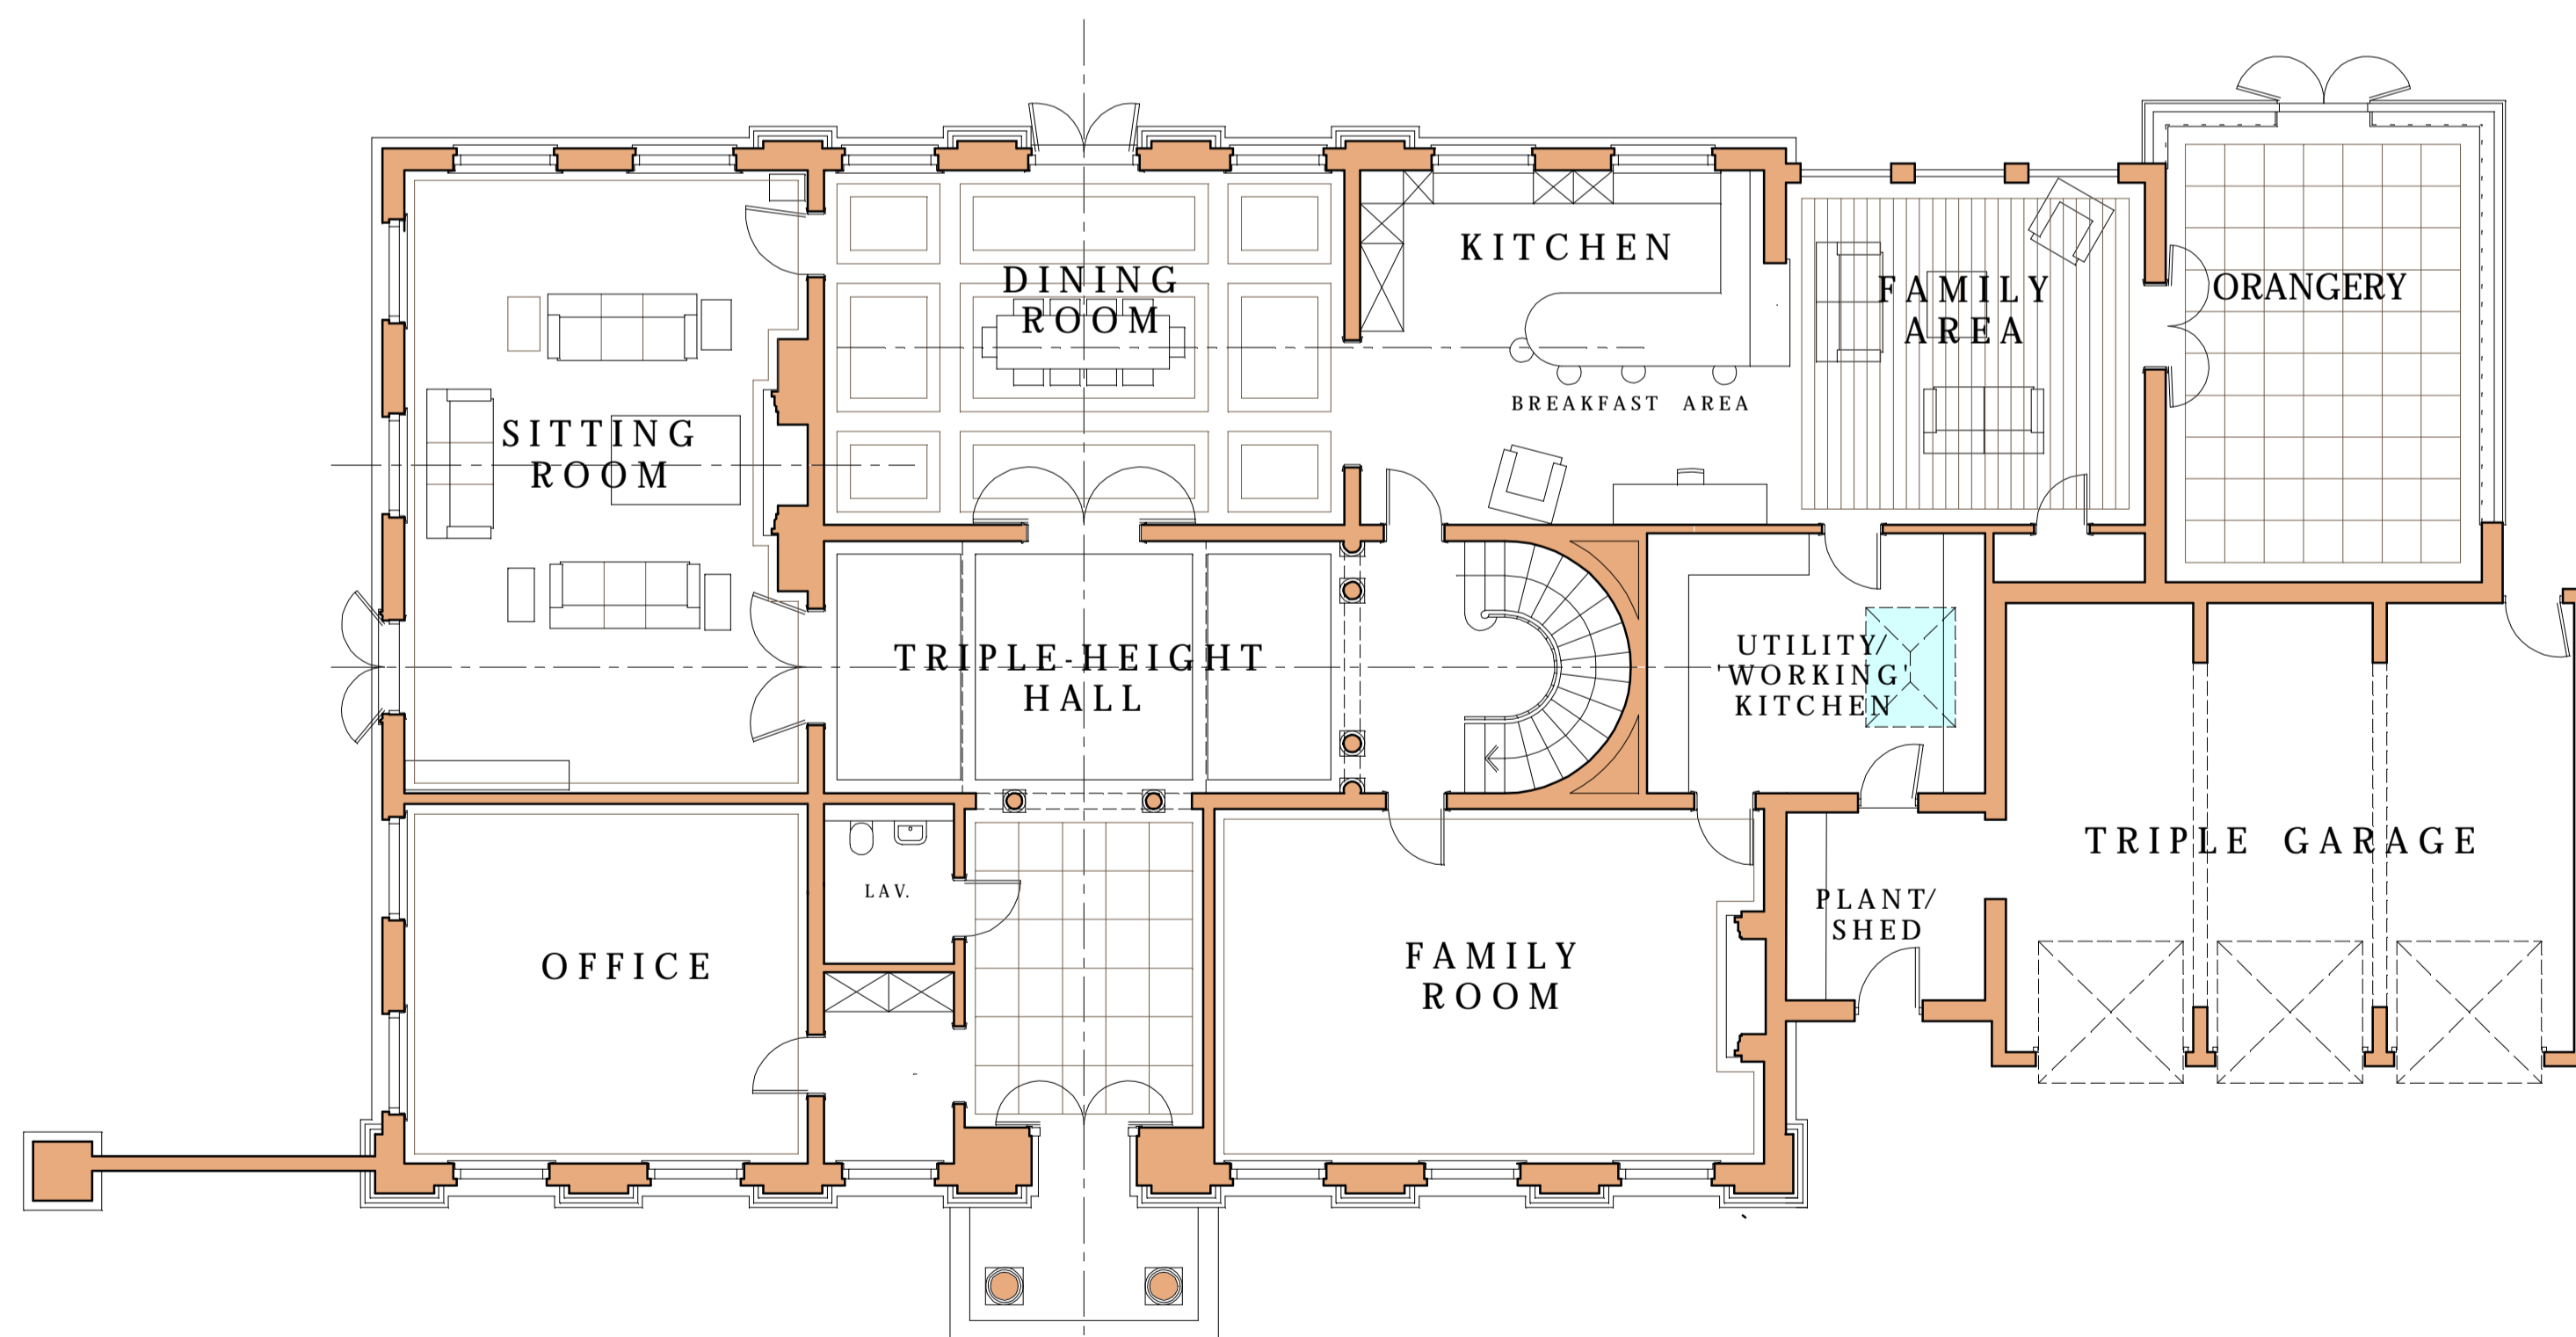 KITCHEN
DINING
ROOM
FAMILY
AREA
ORANGERY
BREAKFAST AREA
SITTING
ROOM
TRIPLE-HEIGHT
HALL
UTILITY/
'WORKING'
KITCHEN
TRIPLE GARAGE
LAV.
PLANT/
SHED
OFFICE
FAMILY
ROOM